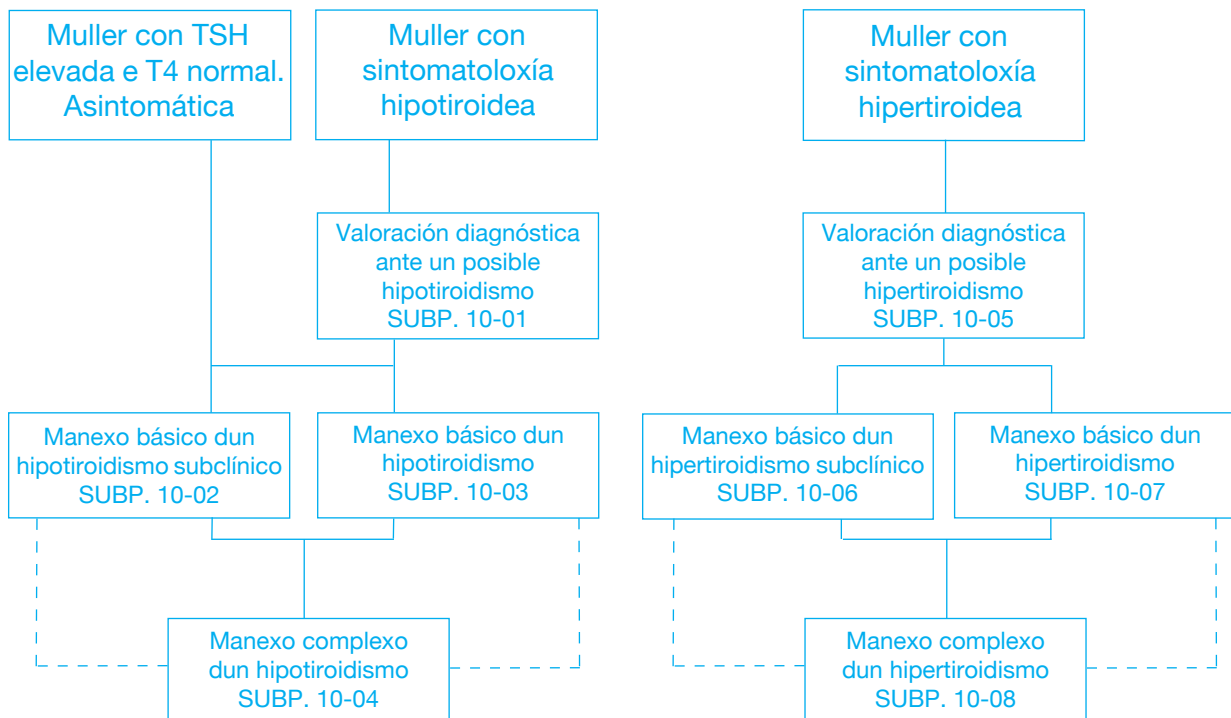 Muller con TSH
elevada e T4 normal.
Asintomática
Muller con
sintomatoloxía
hipotiroidea
Muller con
sintomatoloxía
hipertiroidea
Valoración diagnóstica
ante un posible
hipotiroidismo
SUBP. 10-01
Valoración diagnóstica
ante un posible
hipertiroidismo
SUBP. 10-05
Manexo básico dun
hipotiroidismo subclínico
SUBP. 10-02
Manexo básico dun
hipotiroidismo
SUBP. 10-03
Manexo básico dun
hipertiroidismo subclínico
SUBP. 10-06
Manexo básico dun
hipertiroidismo
SUBP. 10-07
Manexo complexo
dun hipotiroidismo
SUBP. 10-04
Manexo complexo
dun hipertiroidismo
SUBP. 10-08